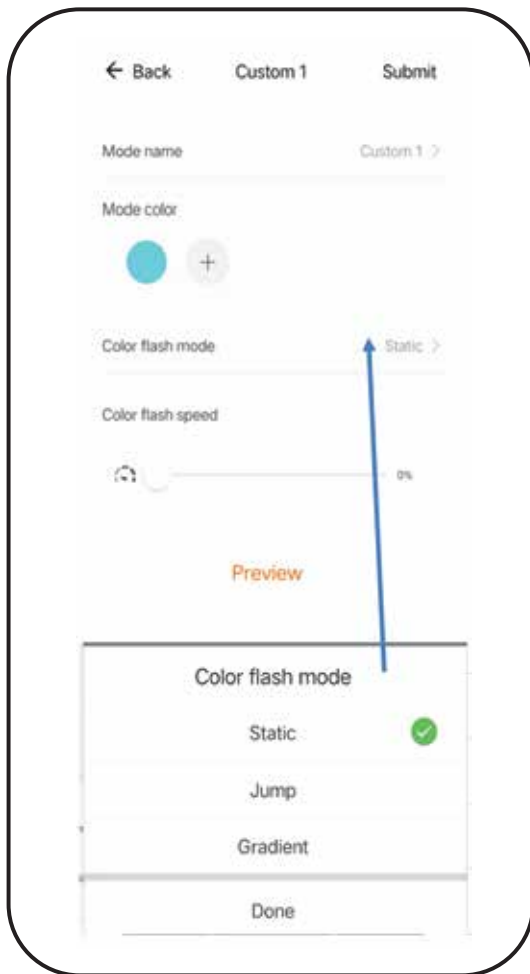 ← Back Custom 1 Submit
Mode name Custom 1 >
Mode color
+
Color flash mode Static >
Color flash speed
0%
Preview
Color flash mode
Static
Jump
Gradient
Done